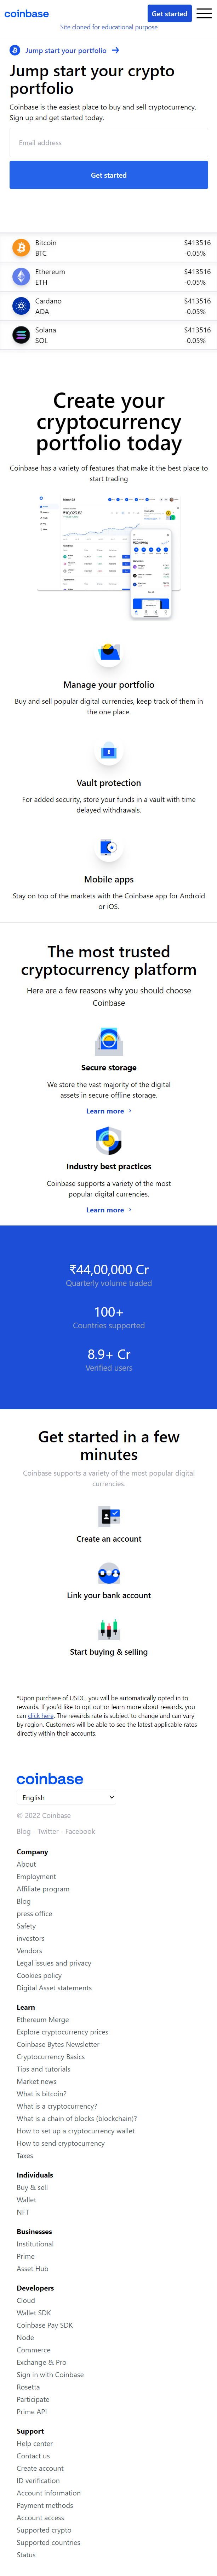 coinbase
Get started
Site cloned for educational purpose
Jump start your portfolio
Jump start your crypto
portfolio
Coinbase is the easiest place to buy and sell cryptocurrency.
Sign up and get started today.
Email address
Get started
Bitcoin
$413516
BTC
-0.05%
Ethereum
$413516
ETH
-0.05%
Cardano
$413516
ADA
-0.05%
Solana
$413516
SOL
-0.05%
Create your
cryptocurrency
portfolio today
Coinbase has a variety of features that make it the best place to
start trading
Manage your portfolio
Buy and sell popular digital currencies, keep track of them in
the one place.
Vault protection
For added security, store your funds in a vault with time
delayed withdrawals.
Mobile apps
Stay on top of the markets with the Coinbase app for Android
or iOS.
The most trusted
cryptocurrency platform
Here are a few reasons why you should choose
Coinbase
Secure storage
We store the vast majority of the digital
assets in secure offline storage.
Learn more
Industry best practices
Coinbase supports a variety of the most
popular digital currencies.
Learn more
₹44,00,000 Cr
Quarterly volume traded
100+
Countries supported
8.9+ Cr
Verified users
Get started in a few
minutes
Coinbase supports a variety of the most popular digital
currencies.
Create an account
Link your bank account
Start buying & selling
*Upon purchase of USDC, you will be automatically opted in to
rewards. If you'd like to opt out or learn more about rewards, you
can click here. The rewards rate is subject to change and can vary
by region. Customers will be able to see the latest applicable rates
directly within their accounts.
coinbase
English
© 2022 Coinbase
Blog - Twitter - Facebook
Company
About
Employment
Affiliate program
Blog
press office
Safety
investors
Vendors
Legal issues and privacy
Cookies policy
Digital Asset statements
Learn
Ethereum Merge
Explore cryptocurrency prices
Coinbase Bytes Newsletter
Cryptocurrency Basics
Tips and tutorials
Market news
What is bitcoin?
What is a cryptocurrency?
What is a chain of blocks (blockchain)?
How to set up a cryptocurrency wallet
How to send cryptocurrency
Taxes
Individuals
Buy & sell
Wallet
NFT
Businesses
Institutional
Prime
Asset Hub
Developers
Cloud
Wallet SDK
Coinbase Pay SDK
Node
Commerce
Exchange & Pro
Sign in with Coinbase
Rosetta
Participate
Prime API
Support
Help center
Contact us
Create account
ID verification
Account information
Payment methods
Account access
Supported crypto
Supported countries
Status